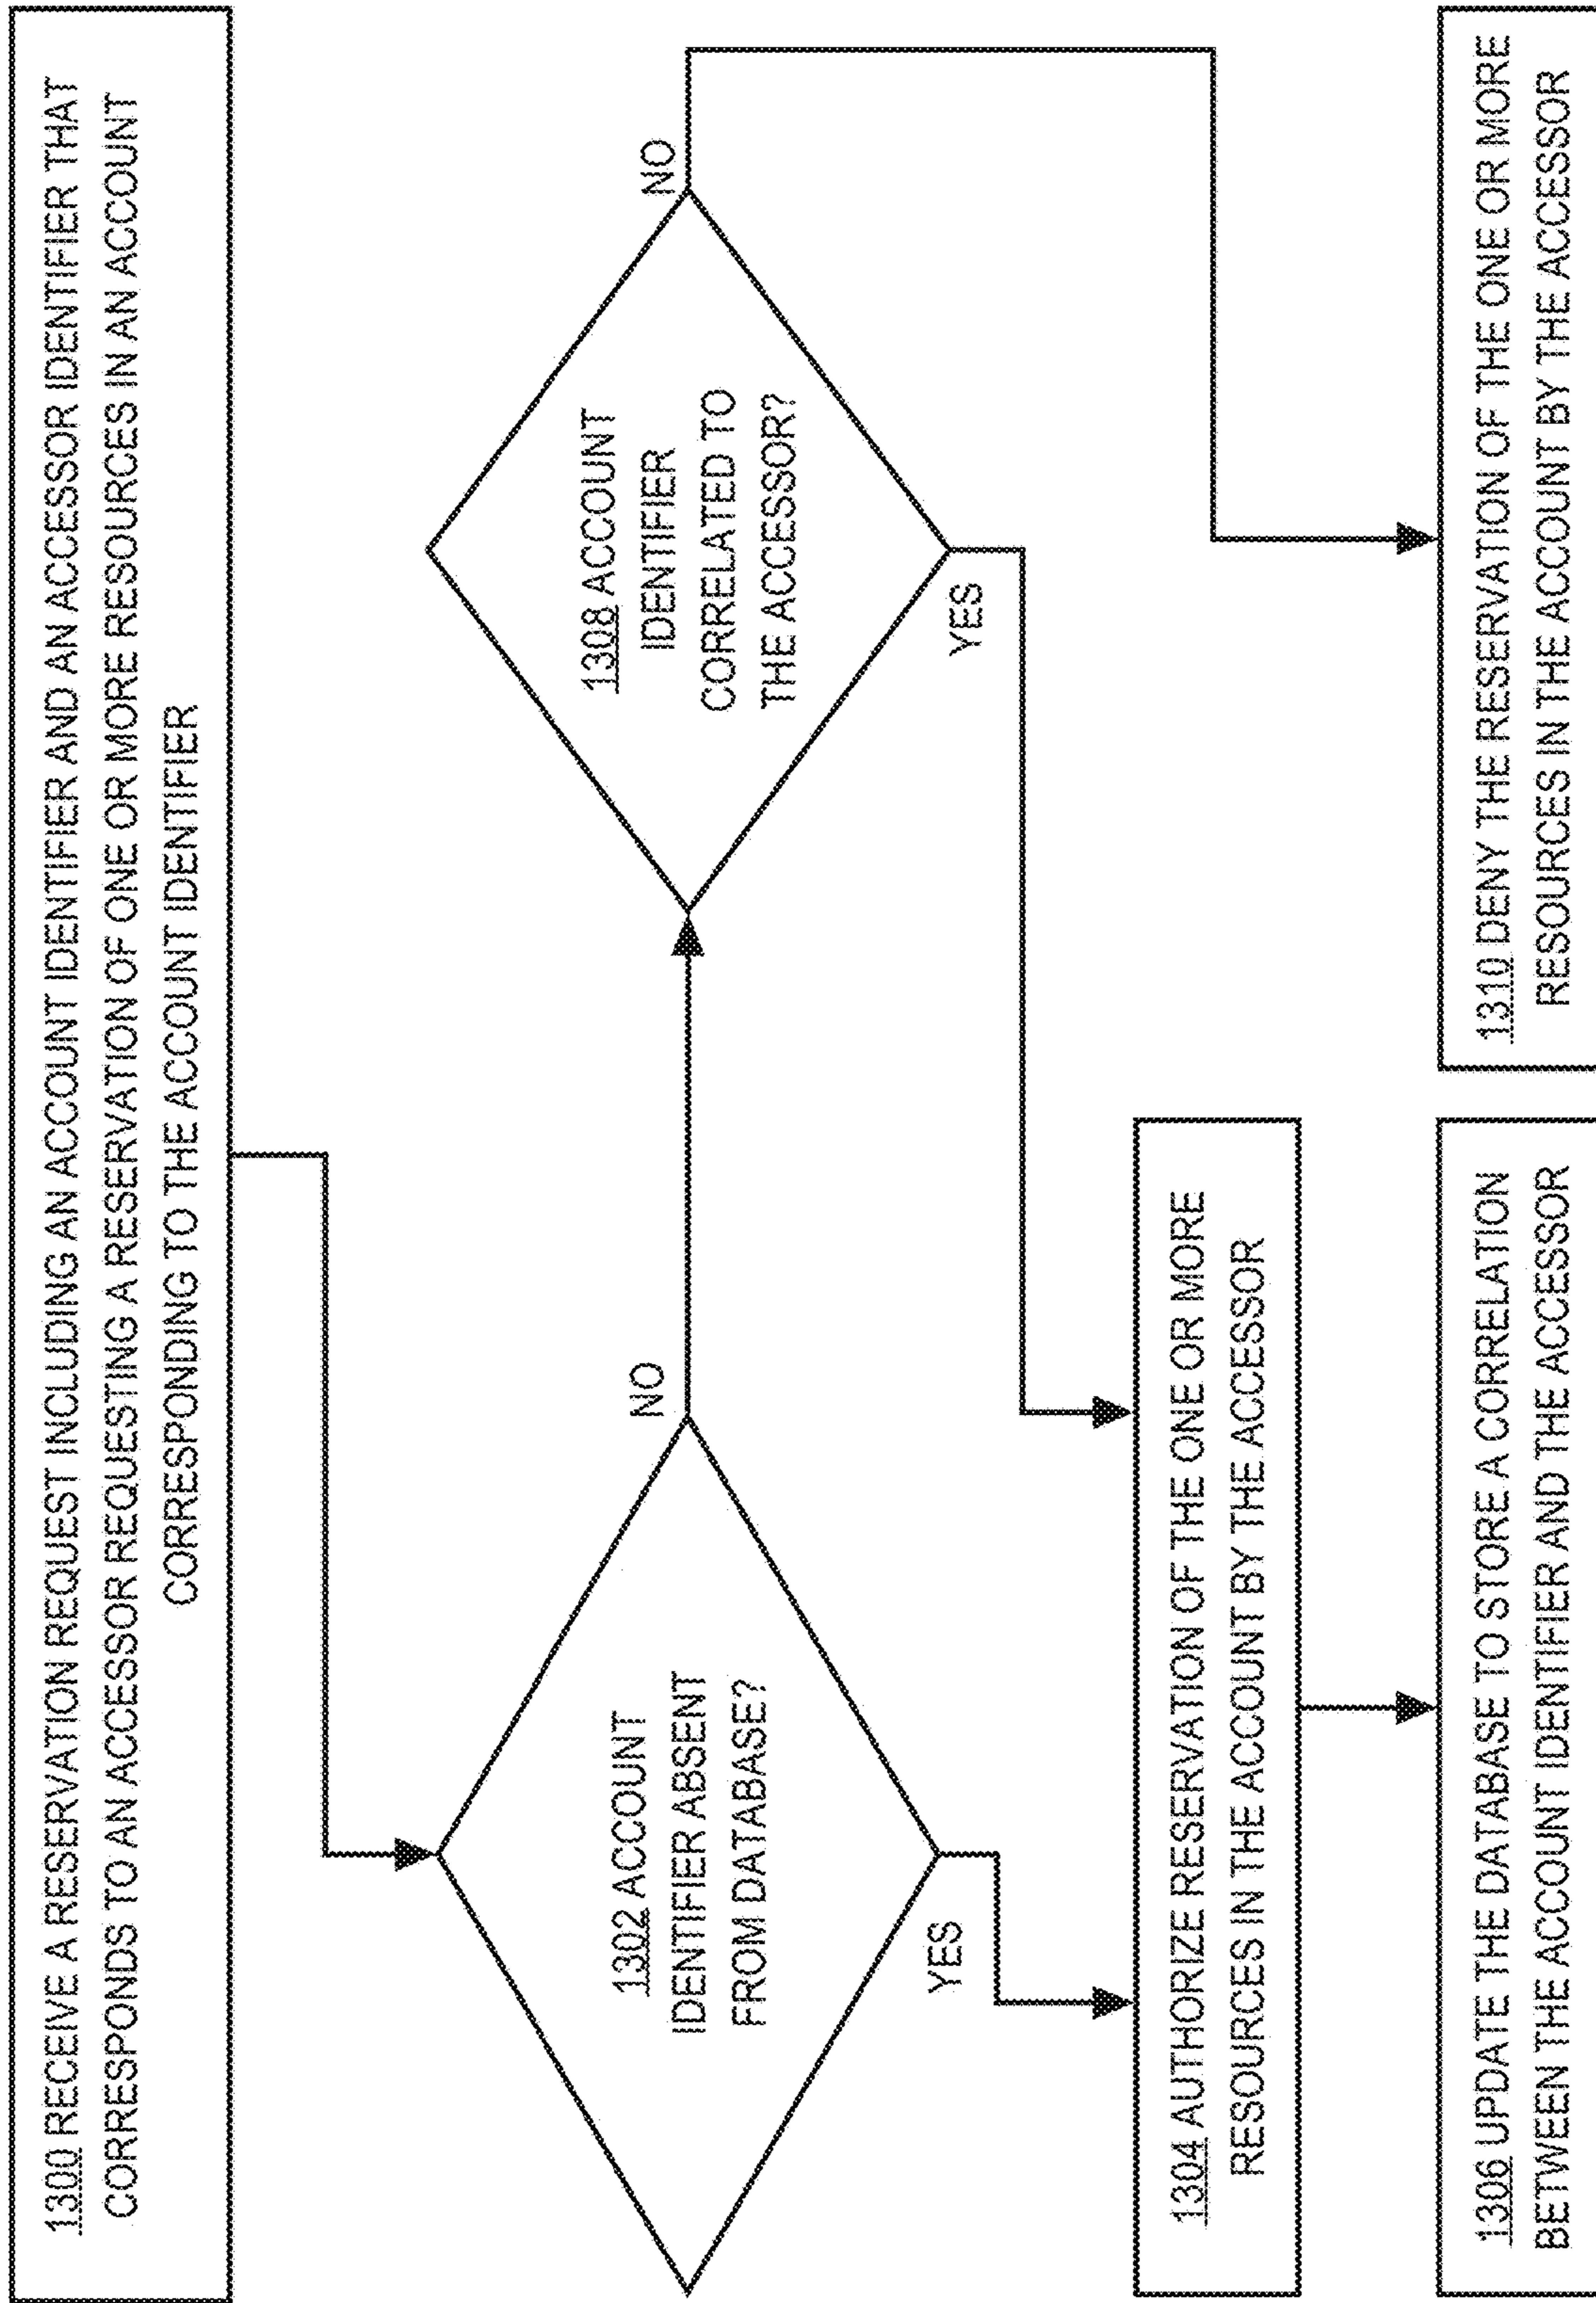 1300 RECEIVE A RESERVATION REQUEST INCLUDING AN ACCOUNT IDENTIFIER AND AN ACCESSOR IDENTIFIER THAT
CORRESPONDS TO AN ACCESSOR REQUESTING A RESERVATION OF ONE OR MORE RESOURCES IN AN ACCOUNT
CORRESPONDING TO THE ACCOUNT IDENTIFIER
1302 ACCOUNT
IDENTIFIER ABSENT
FROM DATABASE?
NO
YES
1308 ACCOUNT
IDENTIFIER
CORRELATED TO
THE ACCESSOR?
NO
YES
1304 AUTHORIZE RESERVATION OF THE ONE OR MORE
RESOURCES IN THE ACCOUNT BY THE ACCESSOR
1306 UPDATE THE DATABASE TO STORE A CORRELATION
BETWEEN THE ACCOUNT IDENTIFIER AND THE ACCESSOR
1310 DENY THE RESERVATION OF THE ONE OR MORE
RESOURCES IN THE ACCOUNT BY THE ACCESSOR